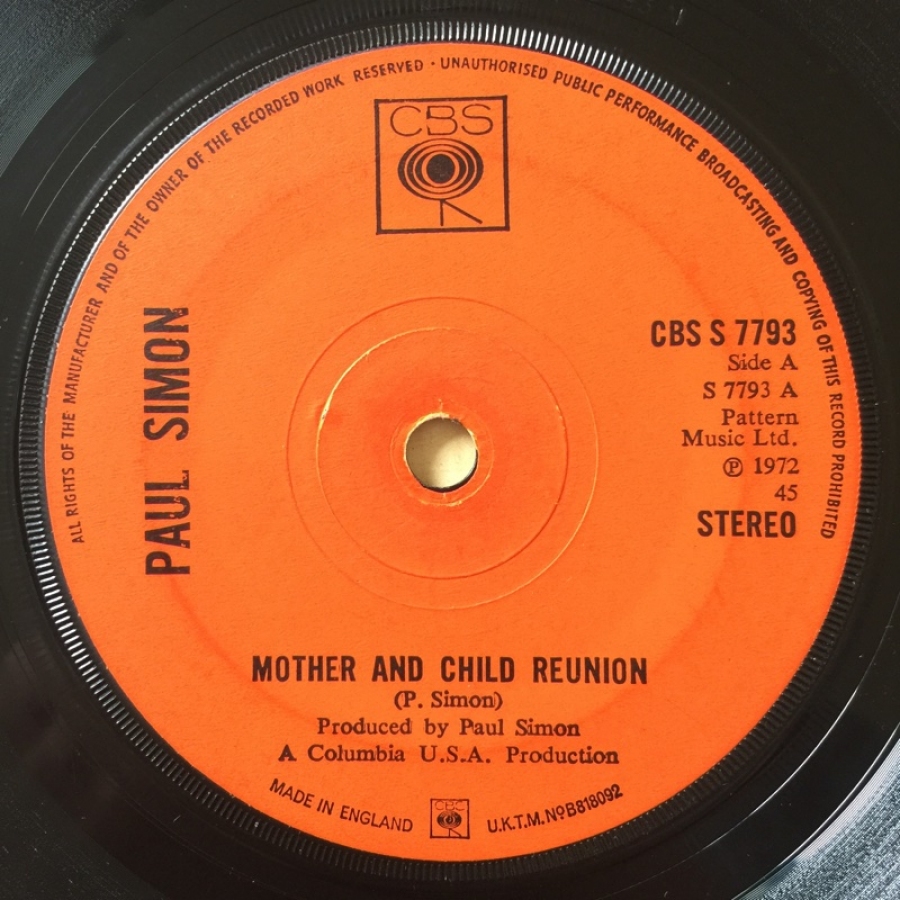 ALL RIGHTS OF THE MANUFACTURER AND OF THE OWNER OF THE RECORDED WORK RESERVED · UNAUTHORISED PUBLIC PERFORMANCE BROADCASTING AND COPYING OF THIS RECORD PROHIBITED
CBS
PAUL SIMON
CBS S 7793
Side A
S 7793 A
Pattern
Music Ltd.
℗ 1972
45
STEREO
MOTHER AND CHILD REUNION
(P. Simon)
Produced by Paul Simon
A Columbia U.S.A. Production
MADE IN ENGLAND
CBS
U.K.T.M. NºB818092